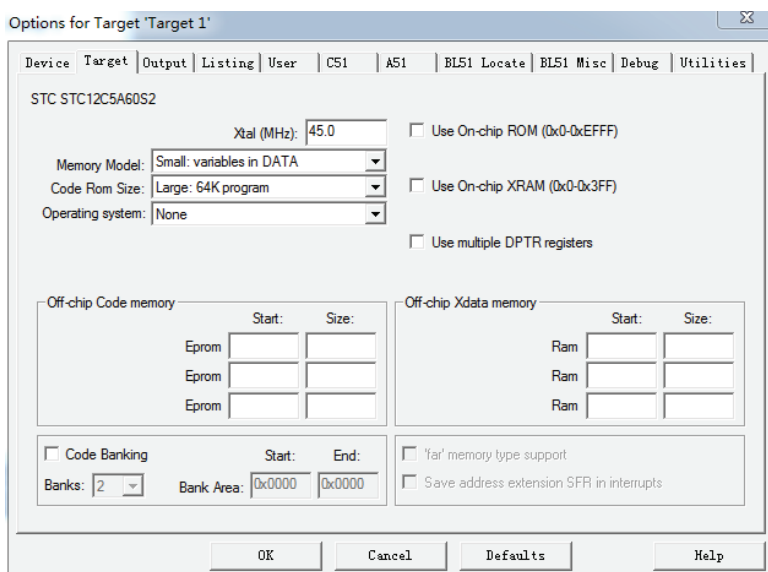 Options for Target 'Target 1'
Device Target Output Listing User C51 A51 BL51 Locate BL51 Misc Debug Utilities
STC STC12C5A60S2
Xtal (MHz): 45.0
Use On-chip ROM (0x0-0xEFFF)
Memory Model: Small: variables in DATA
Code Rom Size: Large: 64K program
Use On-chip XRAM (0x0-0x3FF)
Operating system: None
Use multiple DPTR registers
Off-chip Code memory
Start: Size:
Eprom
Eprom
Eprom
Off-chip Xdata memory
Start: Size:
Ram
Ram
Ram
Code Banking Start: End:
Banks: 2 Bank Area: 0x0000 0x0000
'far' memory type support
Save address extension SFR in interrupts
OK Cancel Defaults Help